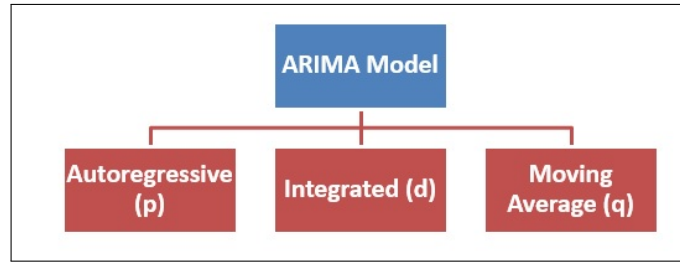 ARIMA Model
Autoregressive
(p)
Integrated (d)
Moving
Average (q)